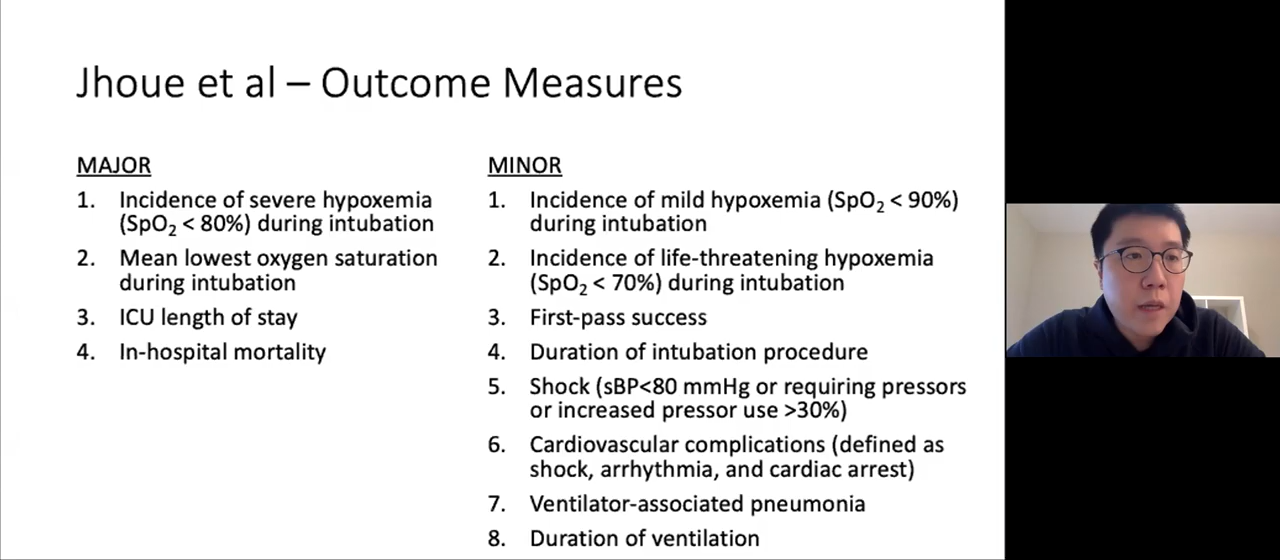 Jhoue et al – Outcome Measures
MAJOR
1. Incidence of severe hypoxemia
(SpO₂ < 80%) during intubation
2. Mean lowest oxygen saturation
during intubation
3. ICU length of stay
4. In-hospital mortality
MINOR
1. Incidence of mild hypoxemia (SpO₂ < 90%)
during intubation
2. Incidence of life-threatening hypoxemia
(SpO₂ < 70%) during intubation
3. First-pass success
4. Duration of intubation procedure
5. Shock (sBP<80 mmHg or requiring pressors
or increased pressor use >30%)
6. Cardiovascular complications (defined as
shock, arrhythmia, and cardiac arrest)
7. Ventilator-associated pneumonia
8. Duration of ventilation